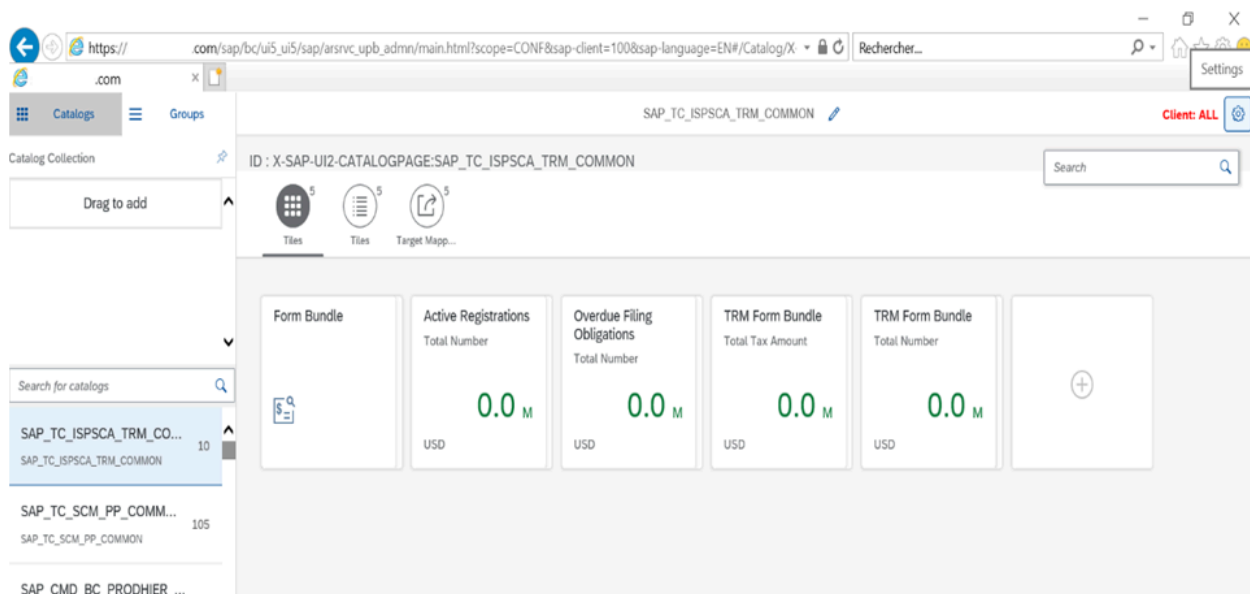 https:// .com/sap/bc/ui5_ui5/sap/arsrvc_upb_admn/main.html?scope=CONF&sap-client=100&sap-language=EN#/Catalog/X-
Rechercher...
.com
Settings
Catalogs
Groups
SAP_TC_ISPSCA_TRM_COMMON
Client: ALL
Catalog Collection
ID : X-SAP-UI2-CATALOGPAGE:SAP_TC_ISPSCA_TRM_COMMON
Search
Drag to add
5
5
5
Tiles
Tiles
Target Mapp...
Form Bundle
Active Registrations
Total Number
0.0 M
USD
Overdue Filing
Obligations
Total Number
0.0 M
USD
TRM Form Bundle
Total Tax Amount
0.0 M
USD
TRM Form Bundle
Total Number
0.0 M
USD
Search for catalogs
SAP_TC_ISPSCA_TRM_CO...
10
SAP_TC_ISPSCA_TRM_COMMON
SAP_TC_SCM_PP_COMM...
105
SAP_TC_SCM_PP_COMMON
SAP_CMD_BC_PRODHIER_...